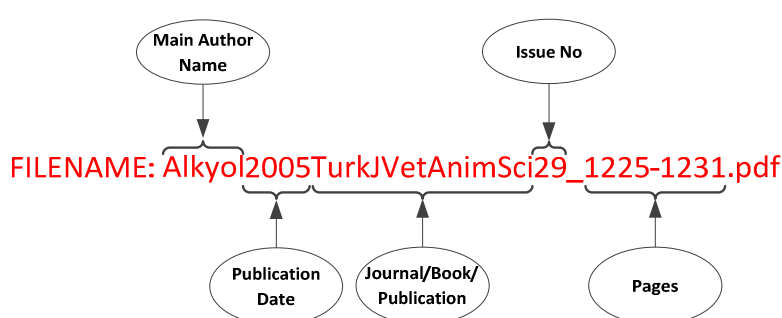 Main Author
Name
Issue No
FILENAME: Alkyol2005TurkJVetAnimSci29_1225-1231.pdf
Publication
Date
Journal/Book/
Publication
Pages